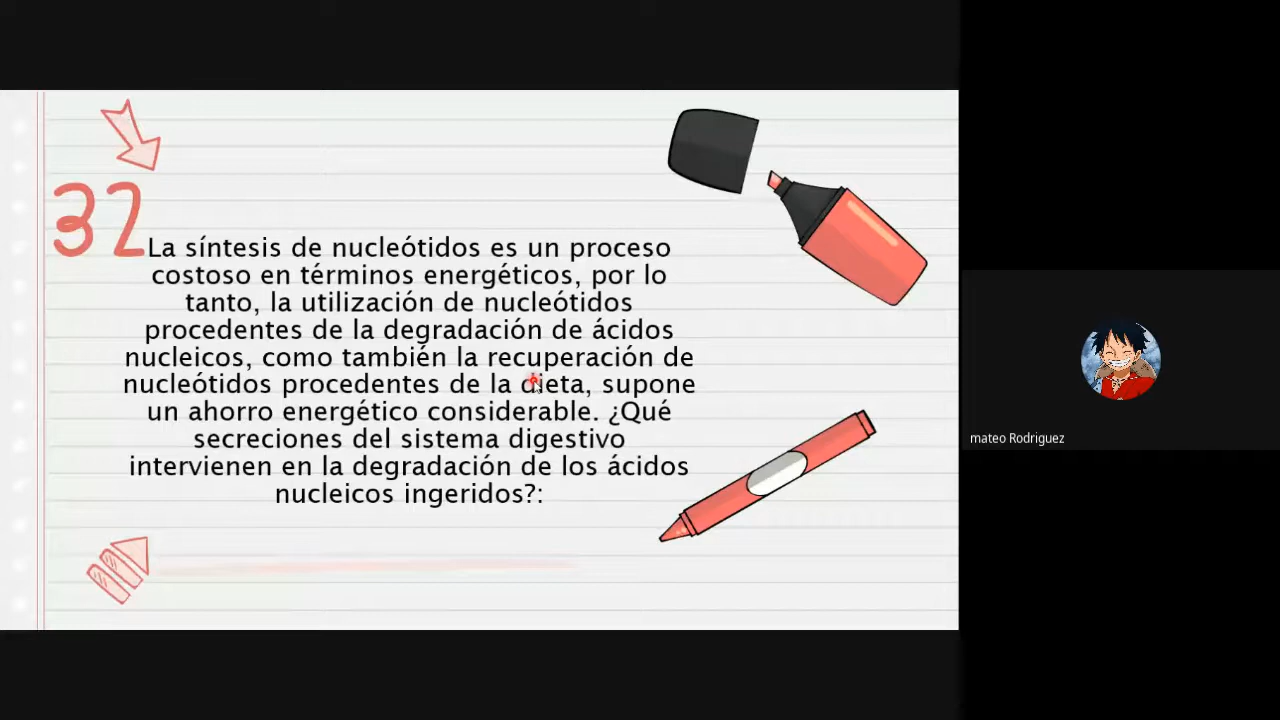 32
La síntesis de nucleótidos es un proceso
costoso en términos energéticos, por lo
tanto, la utilización de nucleótidos
procedentes de la degradación de ácidos
nucleicos, como también la recuperación de
nucleótidos procedentes de la dieta, supone
un ahorro energético considerable. ¿Qué
secreciones del sistema digestivo
intervienen en la degradación de los ácidos
nucleicos ingeridos?:
mateo Rodriguez